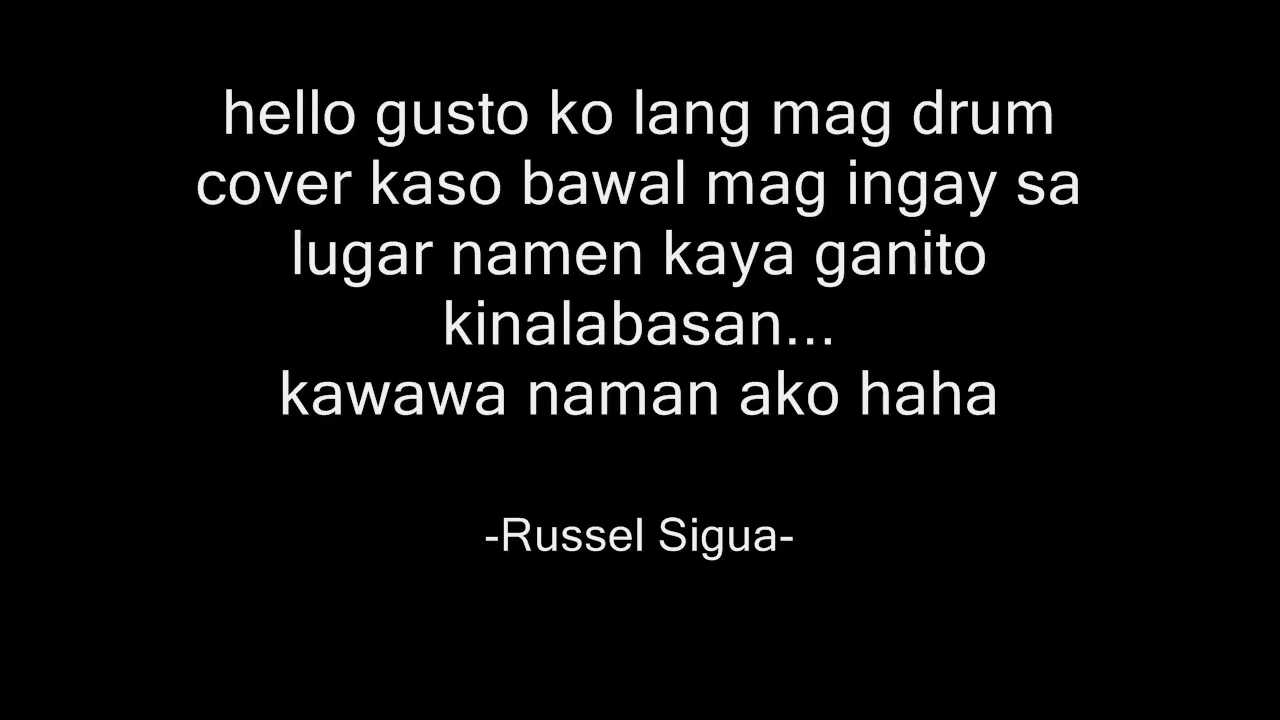 hello gusto ko lang mag drum
cover kaso bawal mag ingay sa
lugar namen kaya ganito
kinalabasan...
kawawa naman ako haha
-Russel Sigua-